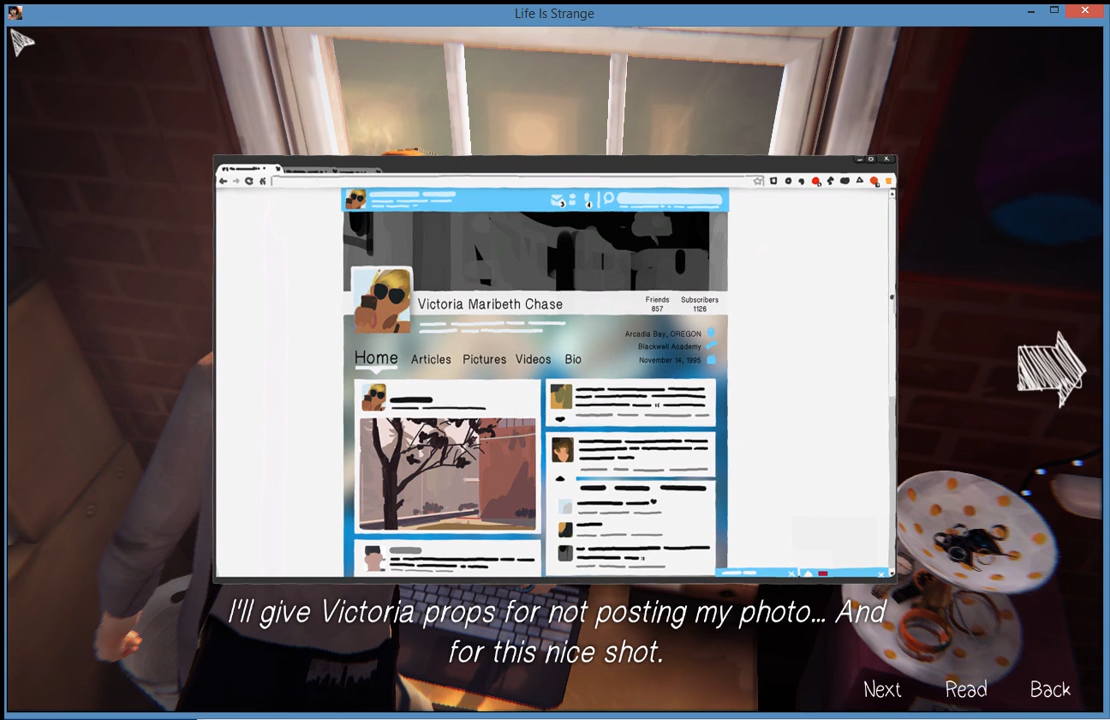 Life Is Strange
3
4
Victoria Maribeth Chase
Friends
857
Subscribers
1126
Arcadia Bay, OREGON
Blackwell Academy
November 14, 1995
Home Articles Pictures Videos Bio
I'll give Victoria props for not posting my photo... And
for this nice shot.
Next Read Back